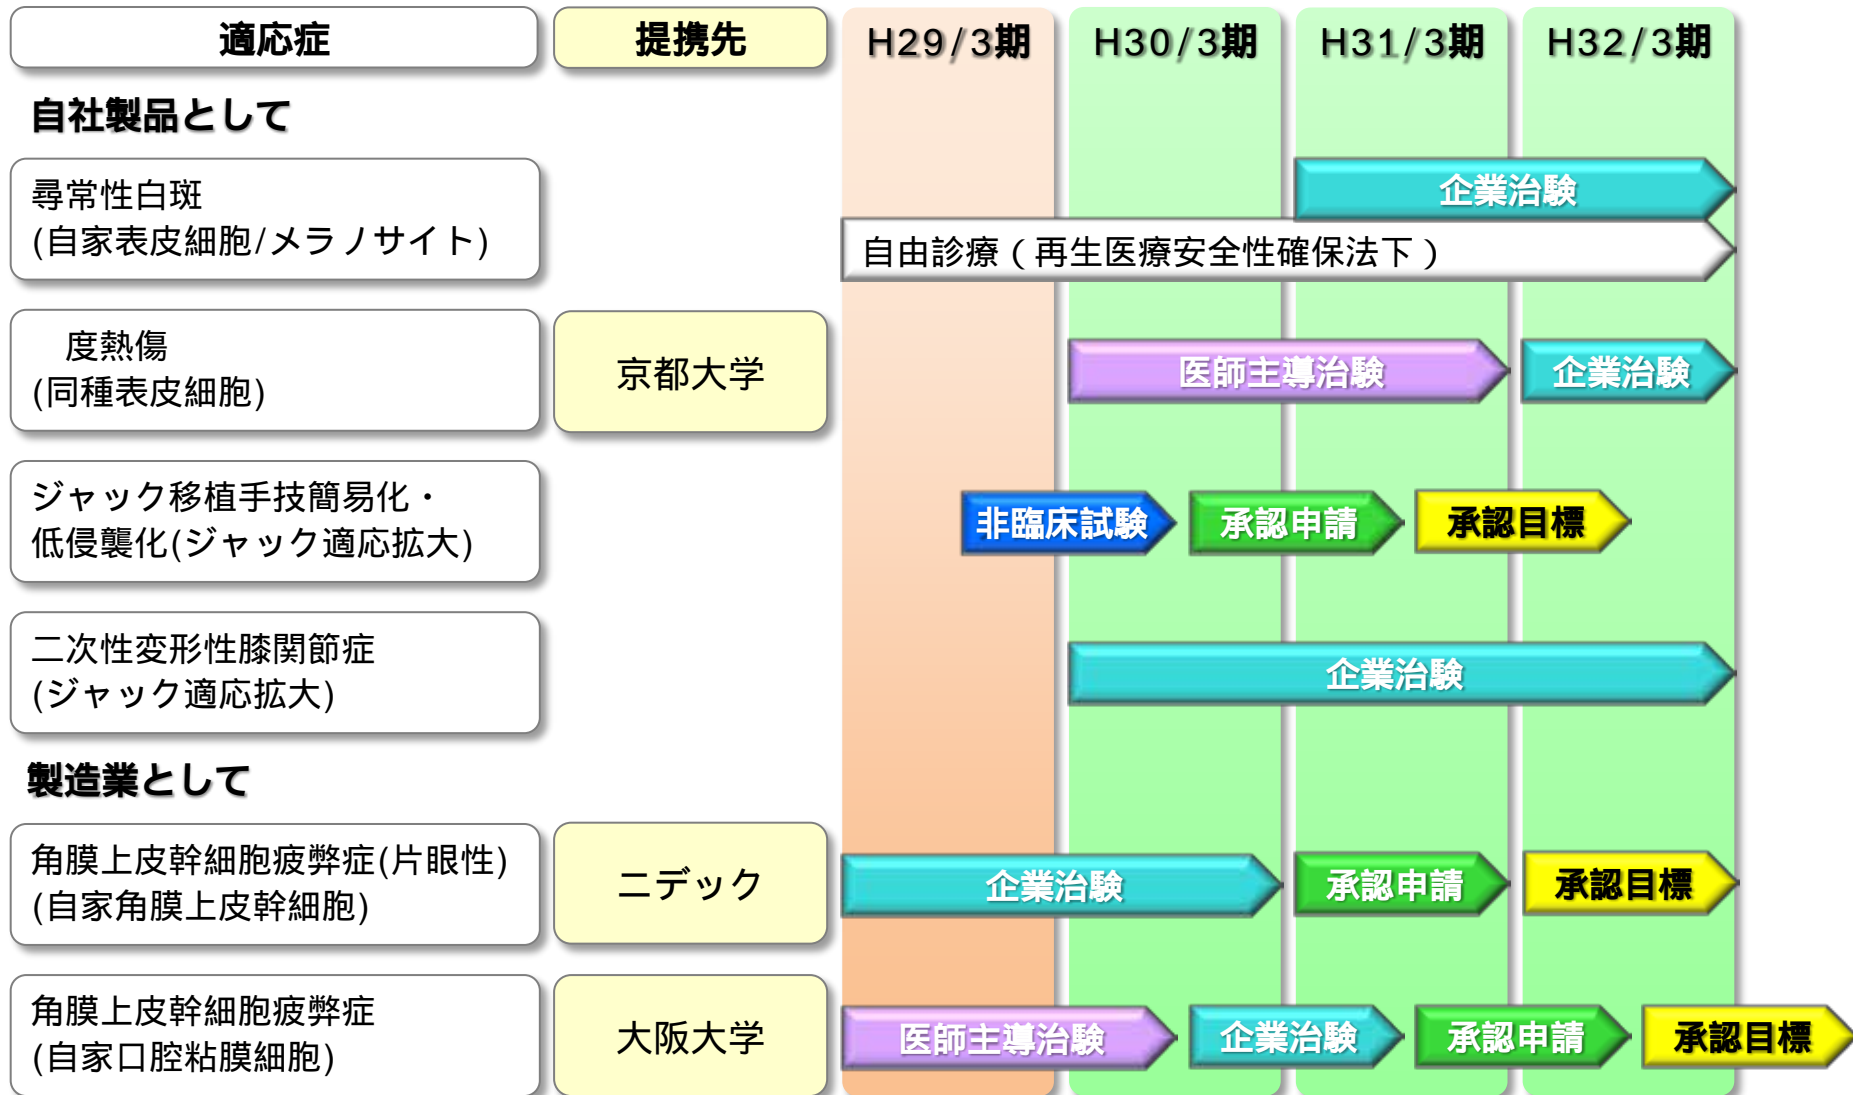 適応症 提携先 H29/3期 H30/3期 H31/3期 H32/3期
自社製品として
尋常性白斑
(自家表皮細胞/メラノサイト)
企業治験
自由診療(再生医療安全性確保法下)
度熱傷
(同種表皮細胞)
京都大学
医師主導治験 企業治験
ジャック移植手技簡易化・
低侵襲化(ジャック適応拡大)
非臨床試験 承認申請 承認目標
二次性変形性膝関節症
(ジャック適応拡大)
企業治験
製造業として
角膜上皮幹細胞疲弊症(片眼性)
(自家角膜上皮幹細胞)
ニデック
企業治験 承認申請 承認目標
角膜上皮幹細胞疲弊症
(自家口腔粘膜細胞)
大阪大学
医師主導治験 企業治験 承認申請 承認目標